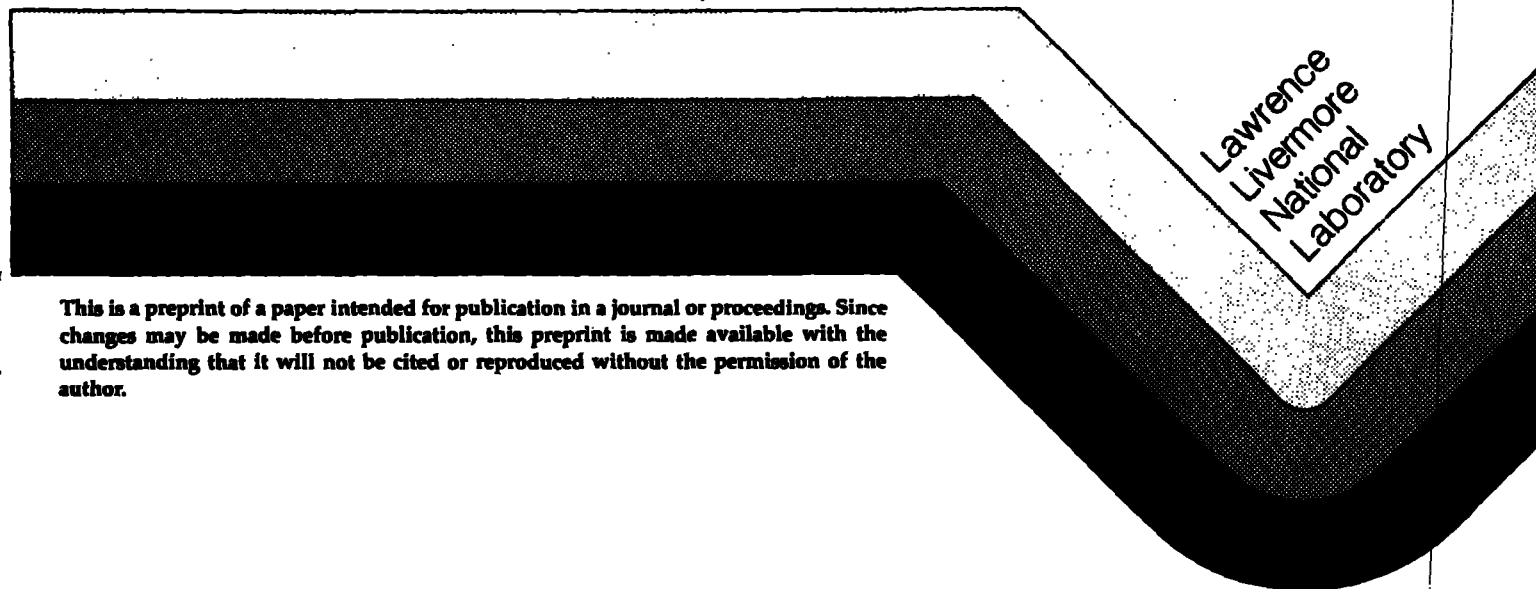 Lawrence
Livermore
National
Laboratory
This is a preprint of a paper intended for publication in a journal or proceedings. Since
changes may be made before publication, this preprint is made available with the
understanding that it will not be cited or reproduced without the permission of the
author.